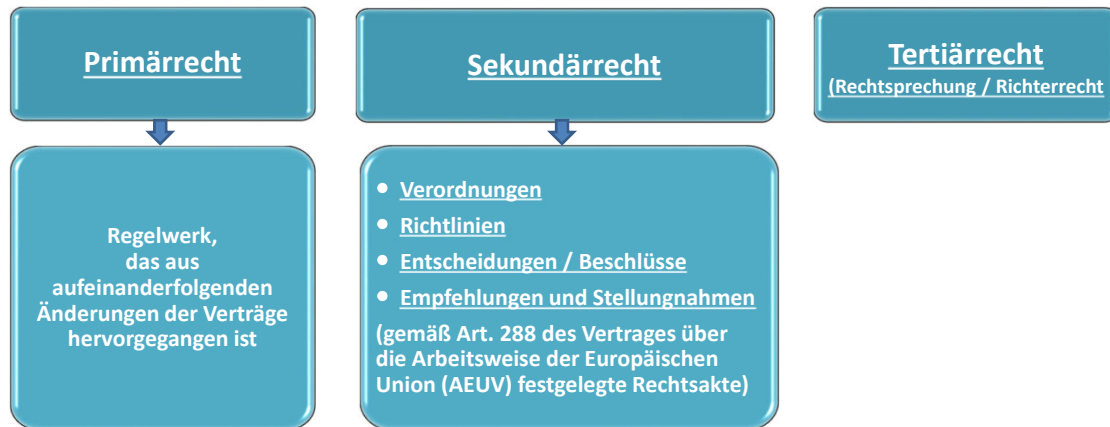 Primärrecht
Regelwerk,
das aus
aufeinanderfolgenden
Änderungen der Verträge
hervorgegangen ist
Sekundärrecht
• Verordnungen
• Richtlinien
• Entscheidungen / Beschlüsse
• Empfehlungen und Stellungnahmen
(gemäß Art. 288 des Vertrages über
die Arbeitsweise der Europäischen
Union (AEUV) festgelegte Rechtsakte)
Tertiärrecht
(Rechtsprechung / Richterrecht